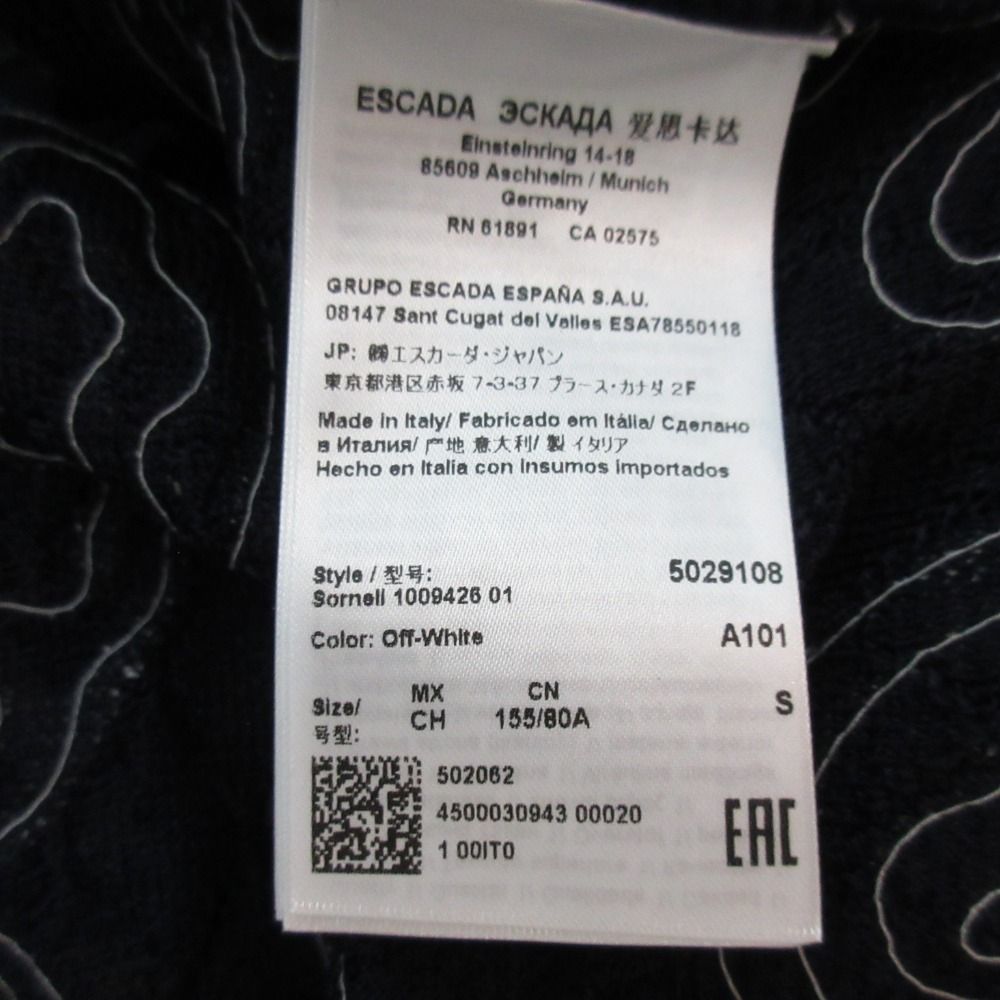 ESCADA ЭСКАДА 爱思卡达
Einsteinring 14-18
85609 Aschheim / Munich
Germany
RN 61891 CA 02575
GRUPO ESCADA ESPAÑA S.A.U.
08147 Sant Cugat del Valles ESA78550118
JP: ㈱エスカーダ・ジャパン
東京都港区赤坂 7-3-37 プラース・カナダ 2F
Made in Italy/ Fabricado em Itália/ Сделано
в Италия/ 产地 意大利/ 製 イタリア
Hecho en Italia con Insumos importados
Style / 型号: 5029108
Sornell 1009426 01
Color: Off-White A101
MX CN
Size/ CH 155/80A S
号型:
502062
4500030943 00020
1 00IT0
EAC